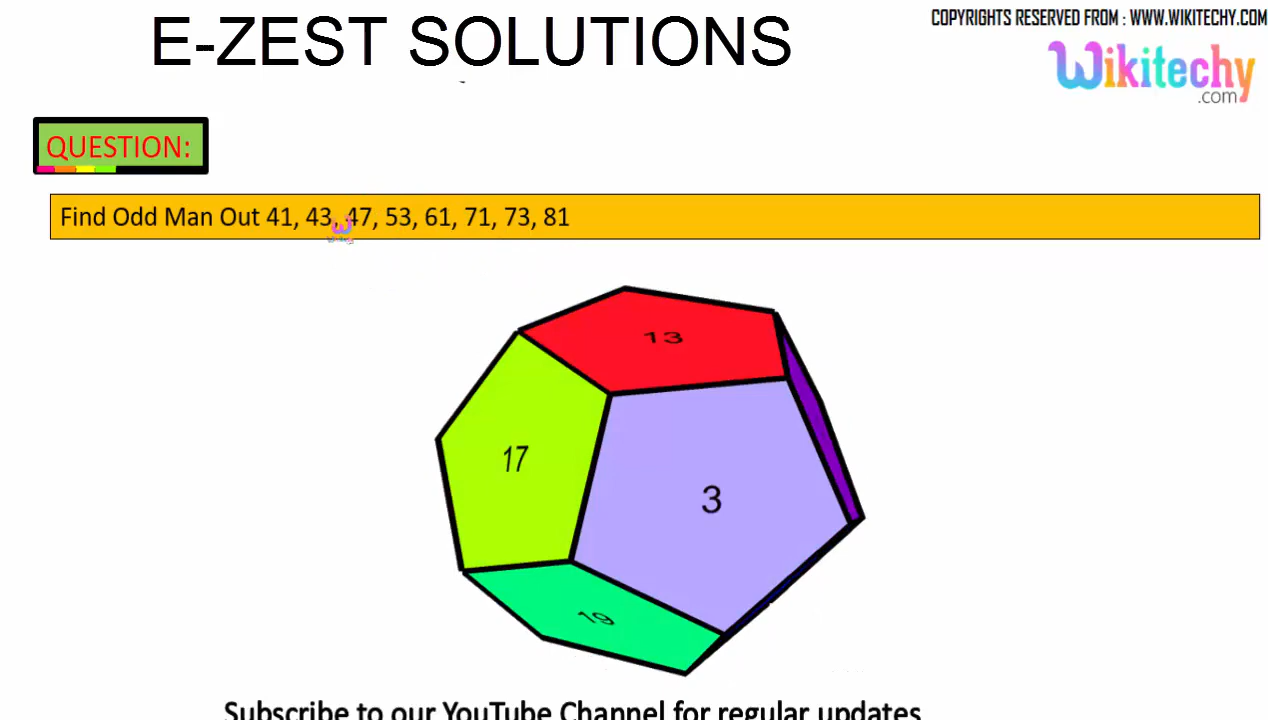 E-ZEST SOLUTIONS
COPYRIGHTS RESERVED FROM : WWW.WIKITECHY.COM
Wikitechy
.com
QUESTION:
Find Odd Man Out 41, 43, 47, 53, 61, 71, 73, 81
13
17
3
19
Subscribe to our YouTube Channel for regular updates